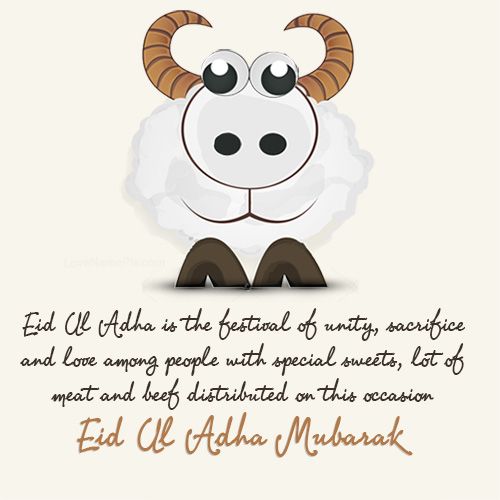 LoveNamePix.com
Eid Ul Adha is the festival of unity, sacrifice
and love among people with special sweets, lot of
meat and beef distributed on this occasion
Eid Ul Adha Mubarak